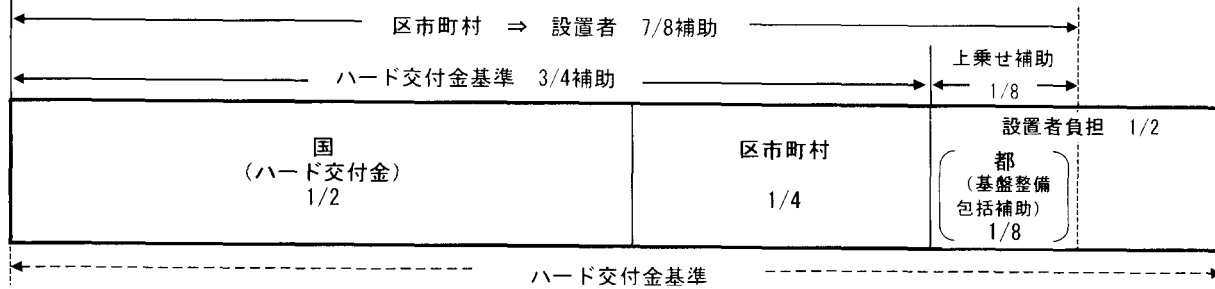 区市町村 ⇒ 設置者 7/8補助
ハード交付金基準 3/4補助
上乗せ補助
1/8
国
(ハード交付金)
1/2
区市町村
1/4
設置者負担 1/2
都
(基盤整備
包括補助)
1/8
ハード交付金基準